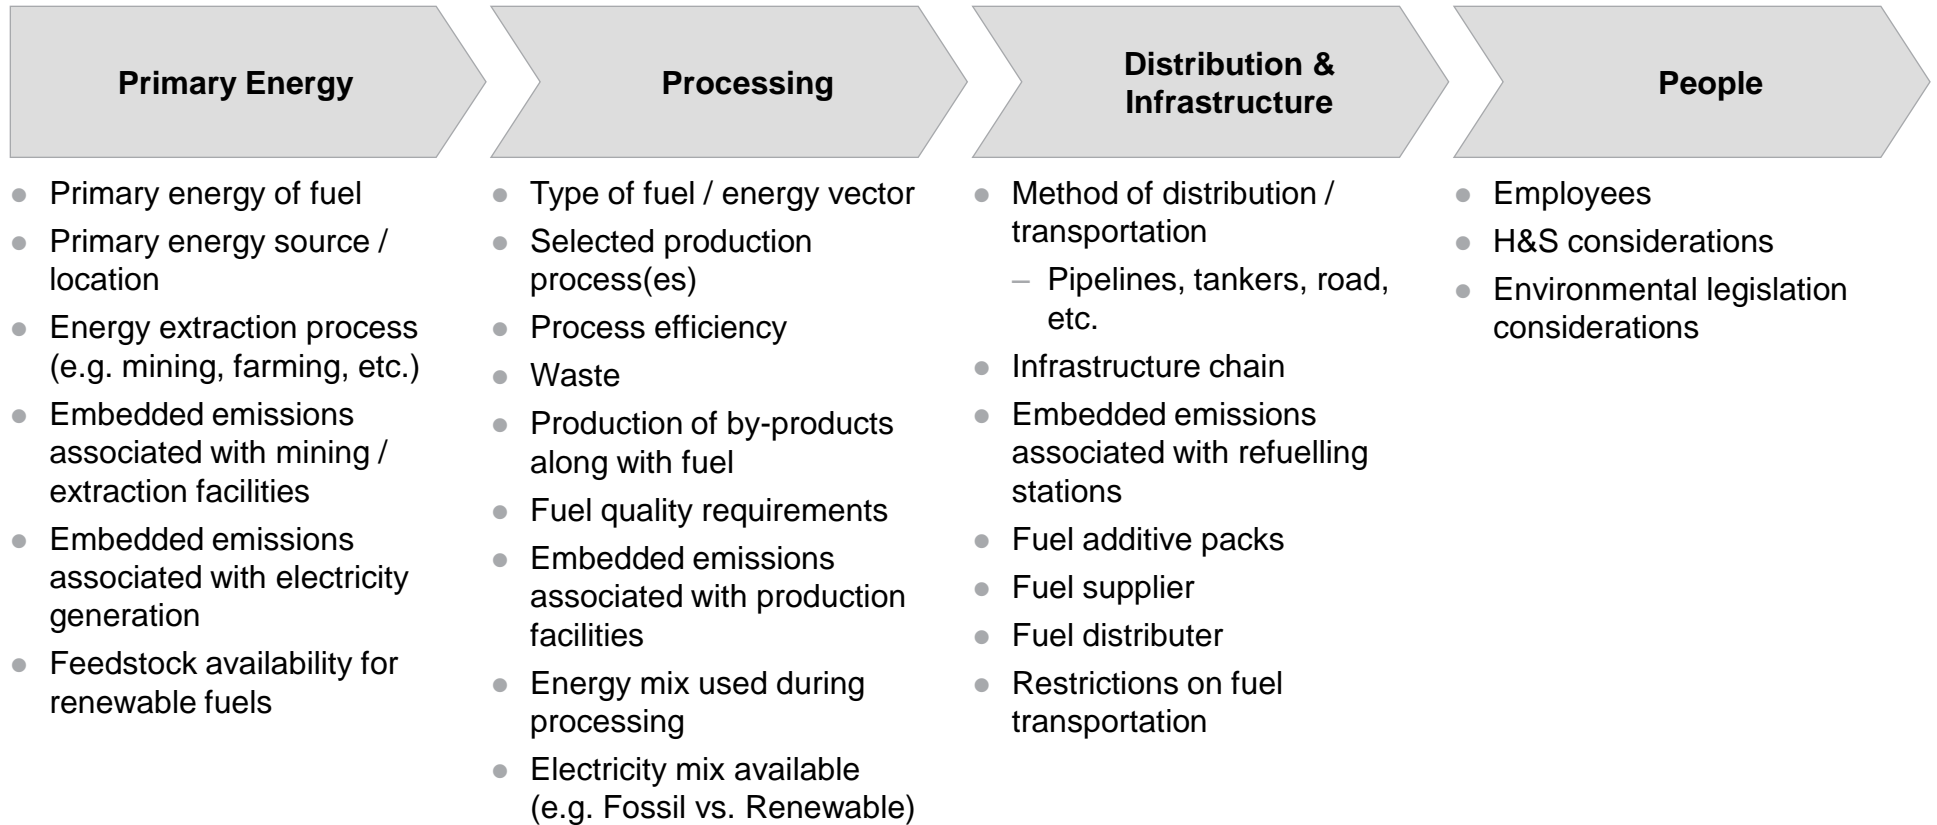 Primary Energy
● Primary energy of fuel
● Primary energy source /
location
● Energy extraction process
(e.g. mining, farming, etc.)
● Embedded emissions
associated with mining /
extraction facilities
● Embedded emissions
associated with electricity
generation
● Feedstock availability for
renewable fuels
Processing
● Type of fuel / energy vector
● Selected production
process(es)
● Process efficiency
● Waste
● Production of by-products
along with fuel
● Fuel quality requirements
● Embedded emissions
associated with production
facilities
● Energy mix used during
processing
● Electricity mix available
(e.g. Fossil vs. Renewable)
Distribution &
Infrastructure
● Method of distribution /
transportation
– Pipelines, tankers, road,
etc.
● Infrastructure chain
● Embedded emissions
associated with refuelling
stations
● Fuel additive packs
● Fuel supplier
● Fuel distributer
● Restrictions on fuel
transportation
People
● Employees
● H&S considerations
● Environmental legislation
considerations